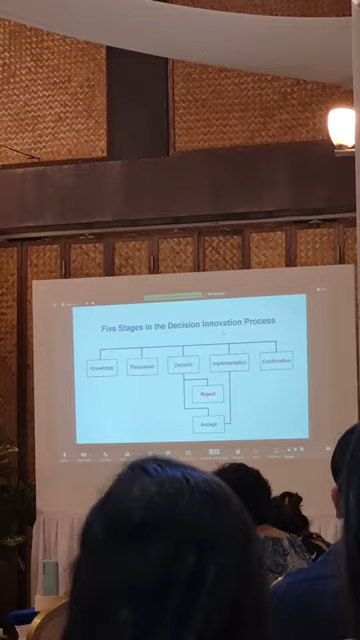 Five Stages in the Decision Innovation Process
Knowledge
Persuasion
Decision
Implementation
Confirmation
Reject
Accept